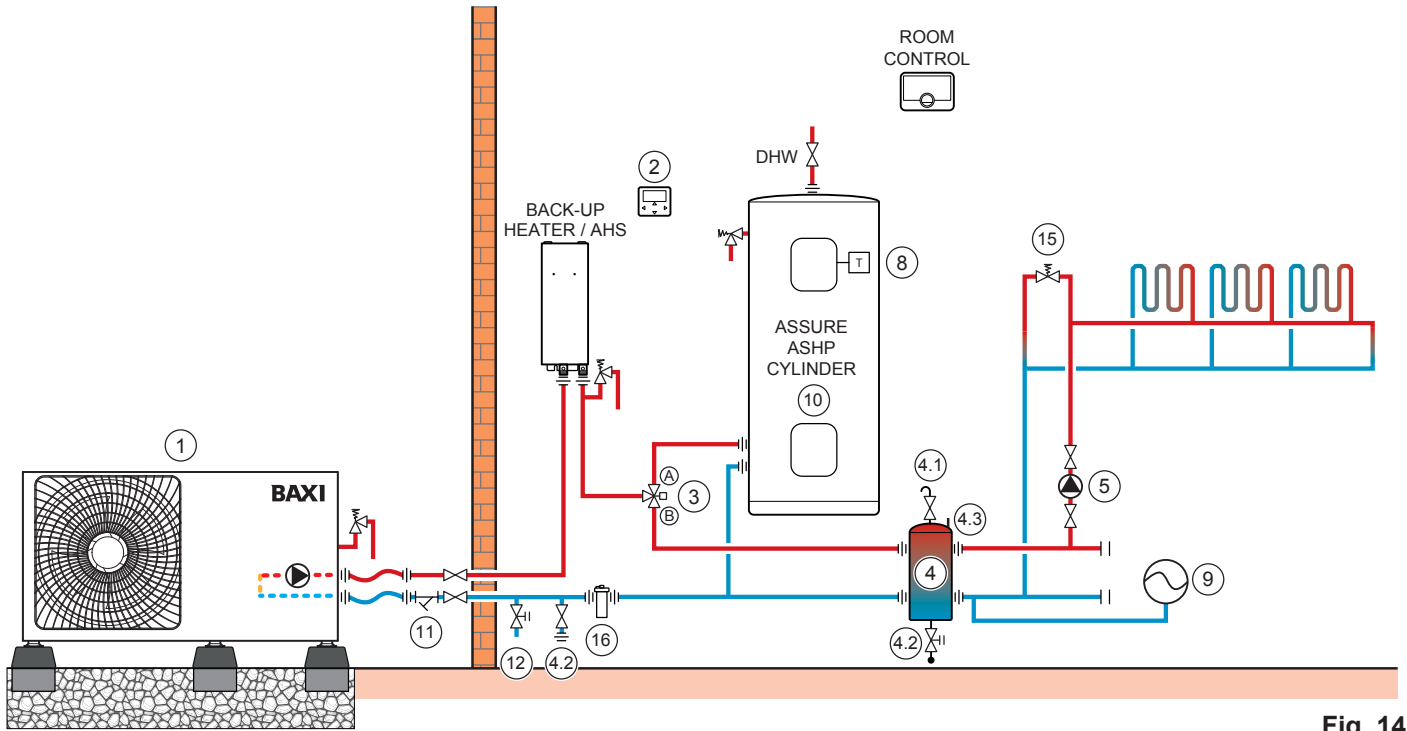 ROOM
CONTROL
2
DHW
BACK-UP
HEATER / AHS
15
T
8
ASSURE
ASHP
CYLINDER
10
1
4.1
A
3
B
5
BAXI
4.3
4
9
11
12
4.2
16
4.2
Fig. 14